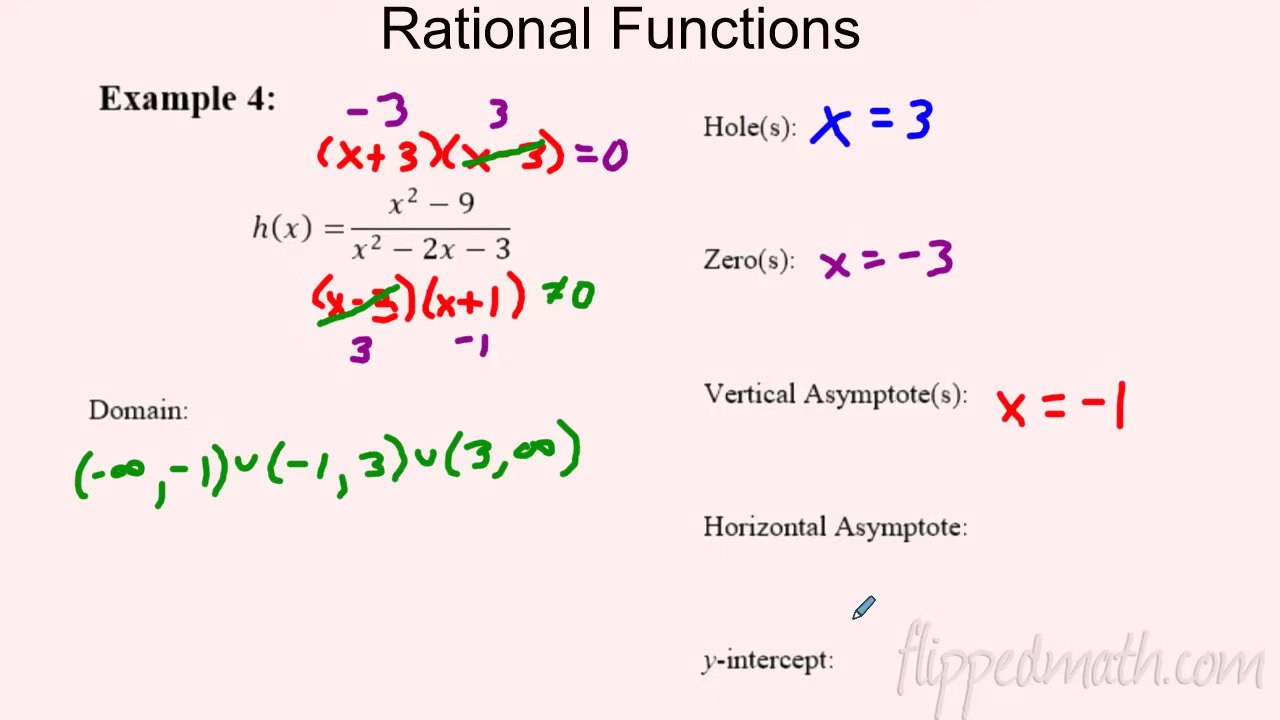 Rational Functions
Example 4:
-3 3
(x+3)(x-3)=0
h(x) = x² − 9 / x² − 2x − 3
(x-3)(x+1) ≠0
3 -1
Domain:
(-∞,-1)∪(-1,3)∪(3,∞)
Hole(s): x=3
Zero(s): x=-3
Vertical Asymptote(s): x=-1
Horizontal Asymptote:
y-intercept:
flippedmath.com